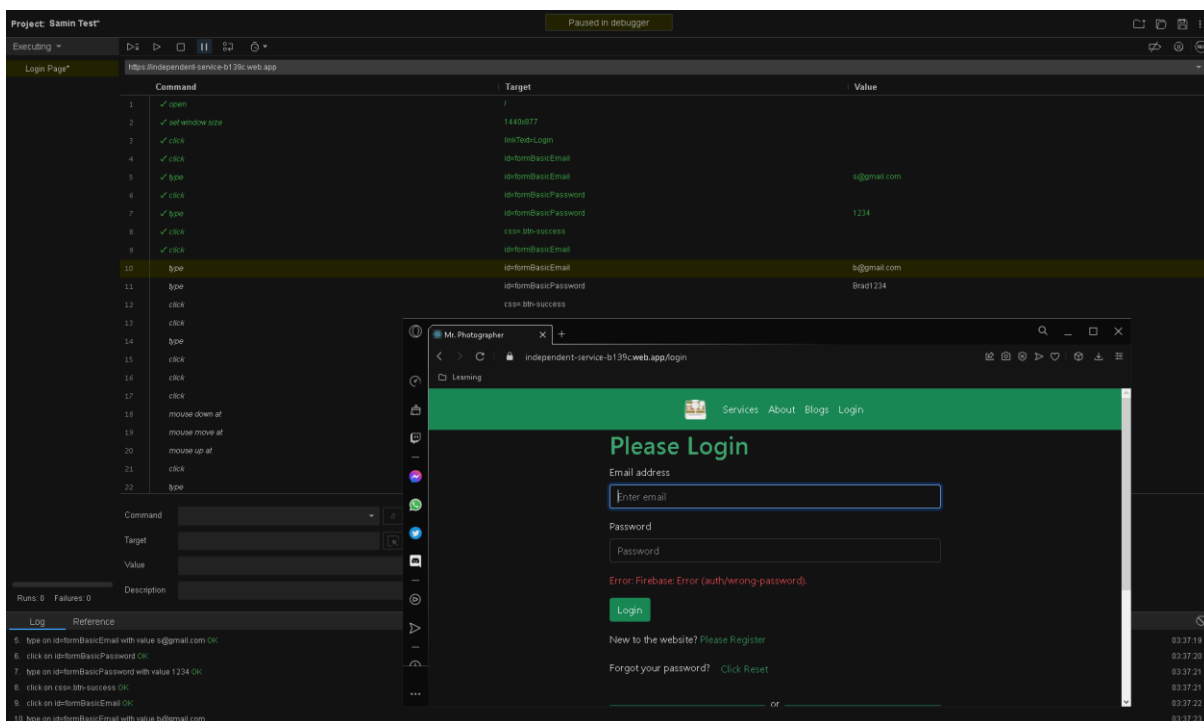 Project: Samin Test*
Paused in debugger
Executing
Login Page*
https://independent-service-b139c.web.app
Command Target Value
1 ✓ open /
2 ✓ set window size 1440x877
3 ✓ click linkText=Login
4 ✓ click id=formBasicEmail
5 ✓ type id=formBasicEmail s@gmail.com
6 ✓ click id=formBasicPassword
7 ✓ type id=formBasicPassword 1234
8 ✓ click css=.btn-success
9 ✓ click id=formBasicEmail
10 type id=formBasicEmail b@gmail.com
11 type id=formBasicPassword Brad1234
12 click css=.btn-success
13 click
14 type
15 click
16 click
17 click
18 mouse down at
19 mouse move at
20 mouse up at
21 click
22 type
Command
Target
Value
Description
Runs: 0 Failures: 0
Log Reference
5. type on id=formBasicEmail with value s@gmail.com OK
03:37:19
6. click on id=formBasicPassword OK
03:37:20
7. type on id=formBasicPassword with value 1234 OK
03:37:21
8. click on css=.btn-success OK
03:37:21
9. click on id=formBasicEmail OK
03:37:22
10. type on id=formBasicEmail with value b@gmail.com
03:37:23
Mr. Photographer
independent-service-b139c.web.app/login
Learning
Services About Blogs Login
Please Login
Email address
Enter email
Password
Password
Error: Firebase: Error (auth/wrong-password).
Login
New to the website? Please Register
Forgot your password? Click Reset
or